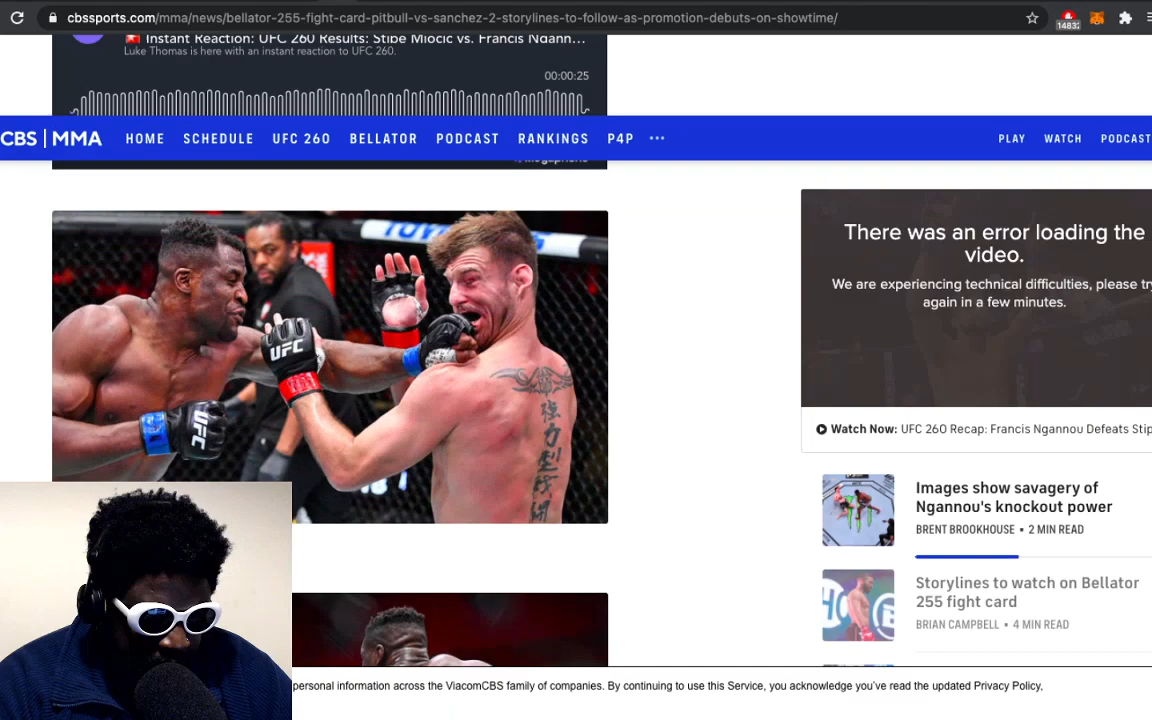 cbssports.com/mma/news/bellator-255-fight-card-pitbull-vs-sanchez-2-storylines-to-follow-as-promotion-debuts-on-showtime/
1483
Instant Reaction: UFC 260 Results: Stipe Miocic vs. Francis Ngann...
Luke Thomas is here with an instant reaction to UFC 260.
00:00:25
CBS | MMA HOME SCHEDULE UFC 260 BELLATOR PODCAST RANKINGS P4P ... PLAY WATCH PODCAST
megaphone
TOYO
UFC
UFC
There was an error loading the
video.
We are experiencing technical difficulties, please try
again in a few minutes.
Watch Now: UFC 260 Recap: Francis Ngannou Defeats Stip
Images show savagery of
Ngannou's knockout power
BRENT BROOKHOUSE • 2 MIN READ
Storylines to watch on Bellator
255 fight card
BRIAN CAMPBELL • 4 MIN READ
personal information across the ViacomCBS family of companies. By continuing to use this Service, you acknowledge you've read the updated Privacy Policy,